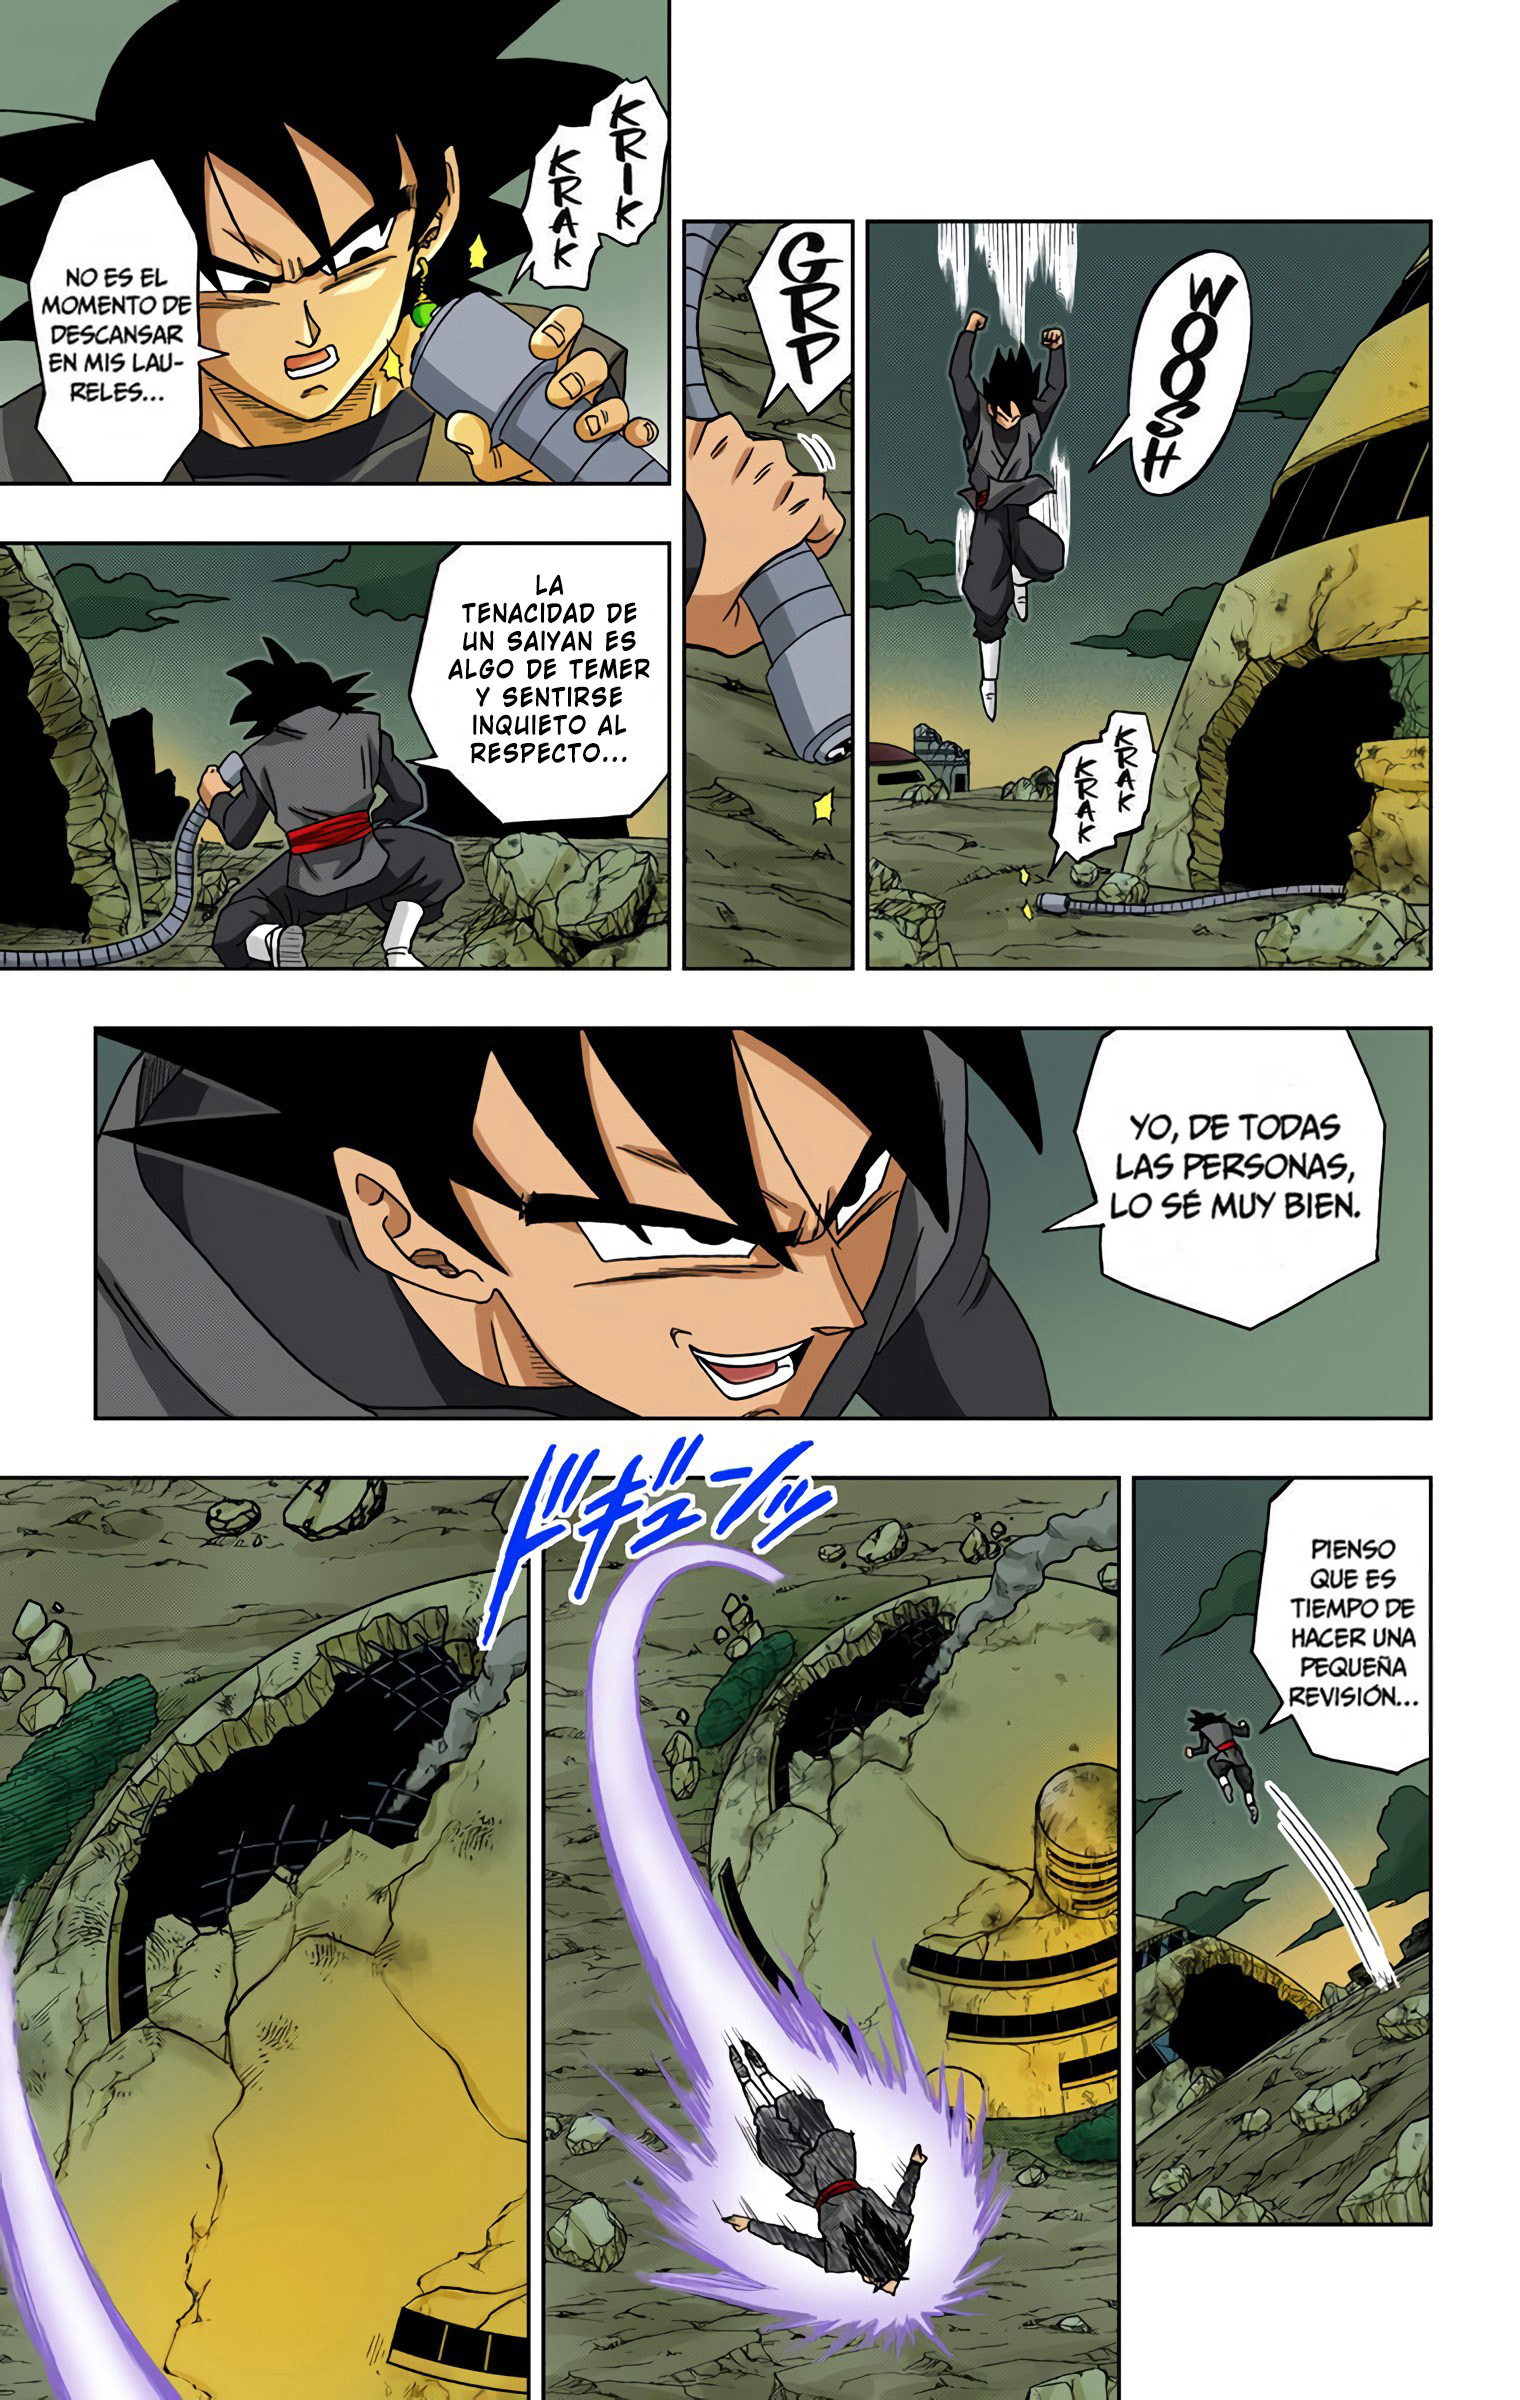 WOOSH
KRAK
KRAK
GRP
KRIK
KRAK
NO ES EL
MOMENTO DE
DESCANSAR
EN MIS LAU-
RELES...
LA
TENACIDAD DE
UN SAIYAN ES
ALGO DE TEMER
Y SENTIRSE
INQUIETO AL
RESPECTO...
YO, DE TODAS
LAS PERSONAS,
LO SÉ MUY BIEN.
PIENSO
QUE ES
TIEMPO DE
HACER UNA
PEQUEÑA
REVISIÓN...
ドギューンッ